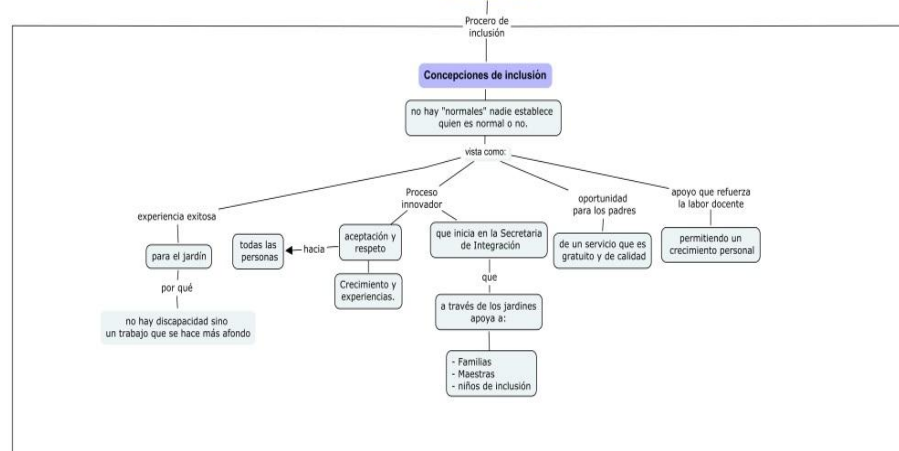 Procero de
inclusión
Concepciones de inclusión
no hay "normales" nadie establece
quien es normal o no.
vista como:
experiencia exitosa
para el jardín
por qué
no hay discapacidad sino
un trabajo que se hace más afondo
Proceso
innovador
aceptación y
respeto
hacia
todas las
personas
Crecimiento y
experiencias.
que inicia en la Secretaria
de Integración
que
a través de los jardines
apoya a:
- Familias
- Maestras
- niños de inclusión
oportunidad
para los padres
de un servicio que es
gratuito y de calidad
apoyo que refuerza
la labor docente
permitiendo un
crecimiento personal